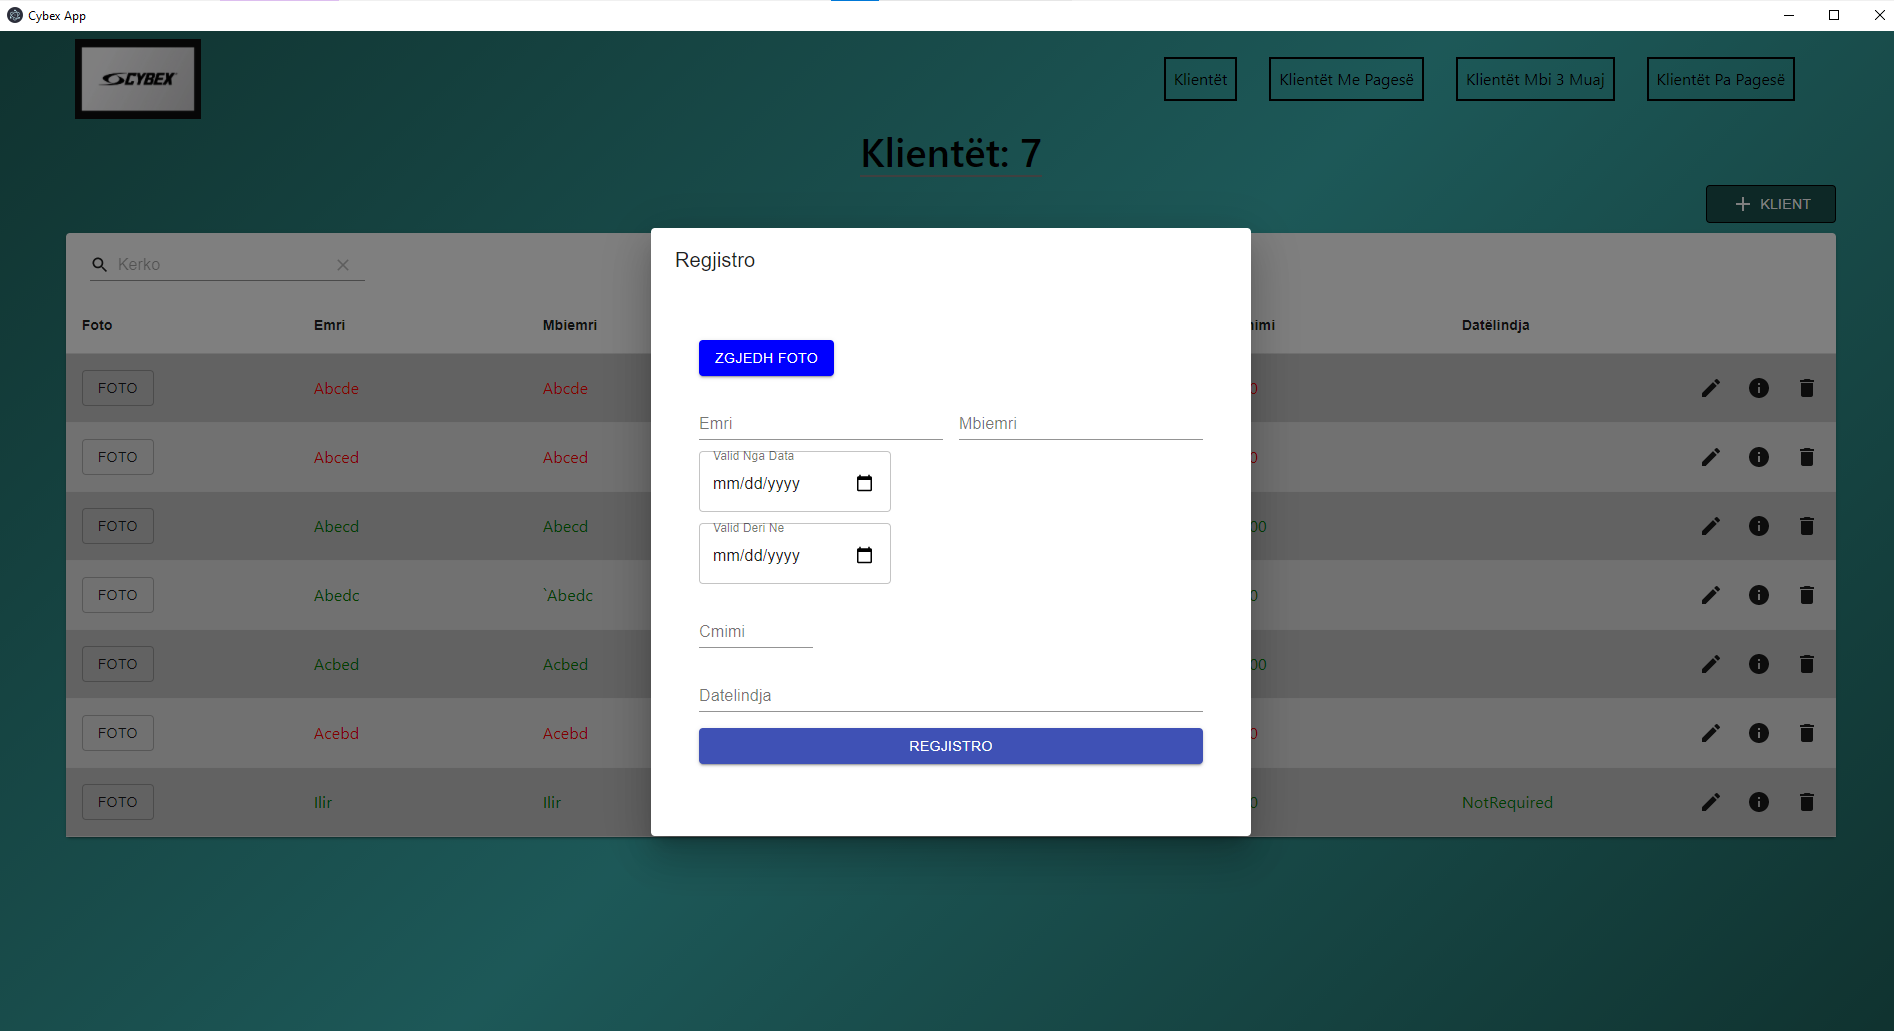 Cybex App
CYBEX
Klientët Klientët Me Pagesë Klientët Mbi 3 Muaj Klientët Pa Pagesë
Klientët: 7
+ KLIENT
Kerko
Regjistro
Foto Emri Mbiemri imi Datëlindja
ZGJEDH FOTO
FOTO Abcde Abcde 0
Emri Mbiemri
FOTO Abced Abced 0
Valid Nga Data
mm/dd/yyyy
FOTO Abecd Abecd 00
Valid Deri Ne
mm/dd/yyyy
FOTO Abedc `Abedc 0
Cmimi
FOTO Acbed Acbed 00
Datelindja
FOTO Acebd Acebd 0
REGJISTRO
FOTO Ilir Ilir 0 NotRequired